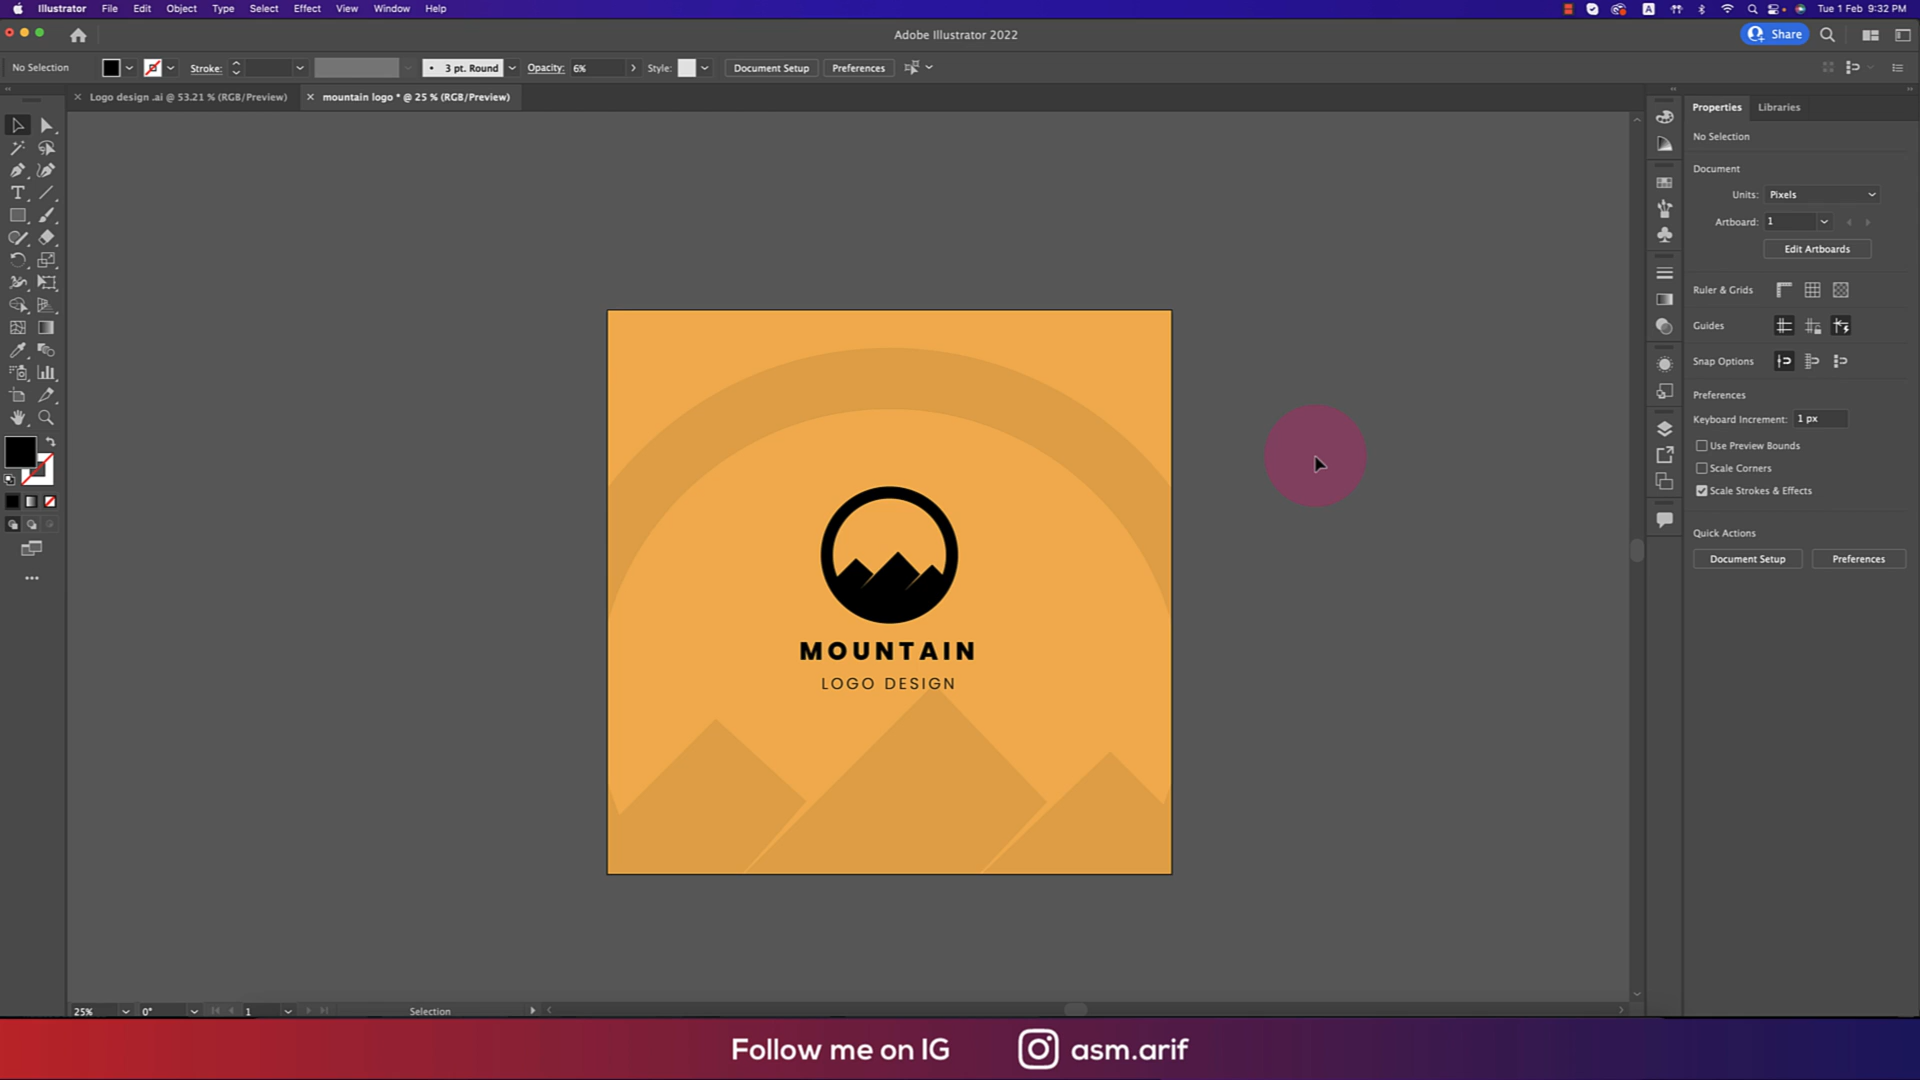 Illustrator File Edit Object Type Select Effect View Window Help
A Tue 1 Feb 9:32 PM
Adobe Illustrator 2022
Share
No Selection Stroke: 3 pt. Round Opacity: 6% Style: Document Setup Preferences
Logo design .ai @ 53.21 % (RGB/Preview) mountain logo * @ 25 % (RGB/Preview)
Properties Libraries
No Selection
Document
Units: Pixels
Artboard: 1
Edit Artboards
Ruler & Grids
Guides
Snap Options
Preferences
Keyboard Increment: 1 px
Use Preview Bounds
Scale Corners
Scale Strokes & Effects
Quick Actions
Document Setup Preferences
MOUNTAIN
LOGO DESIGN
25% 0° 1 Selection
Follow me on IG asm.arif